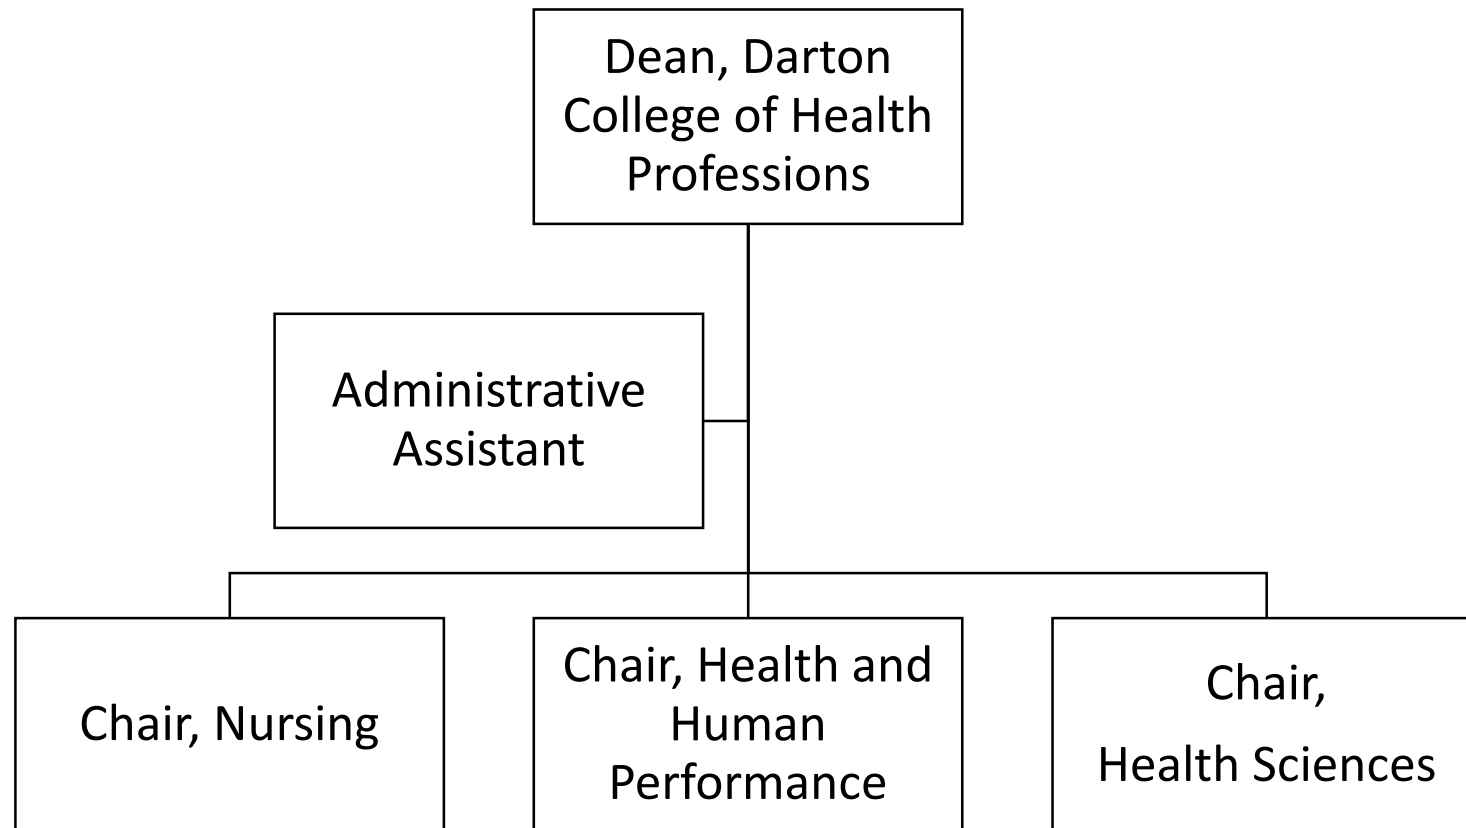 Dean, Darton
College of Health
Professions
Administrative
Assistant
Chair, Nursing
Chair, Health and
Human
Performance
Chair,
Health Sciences